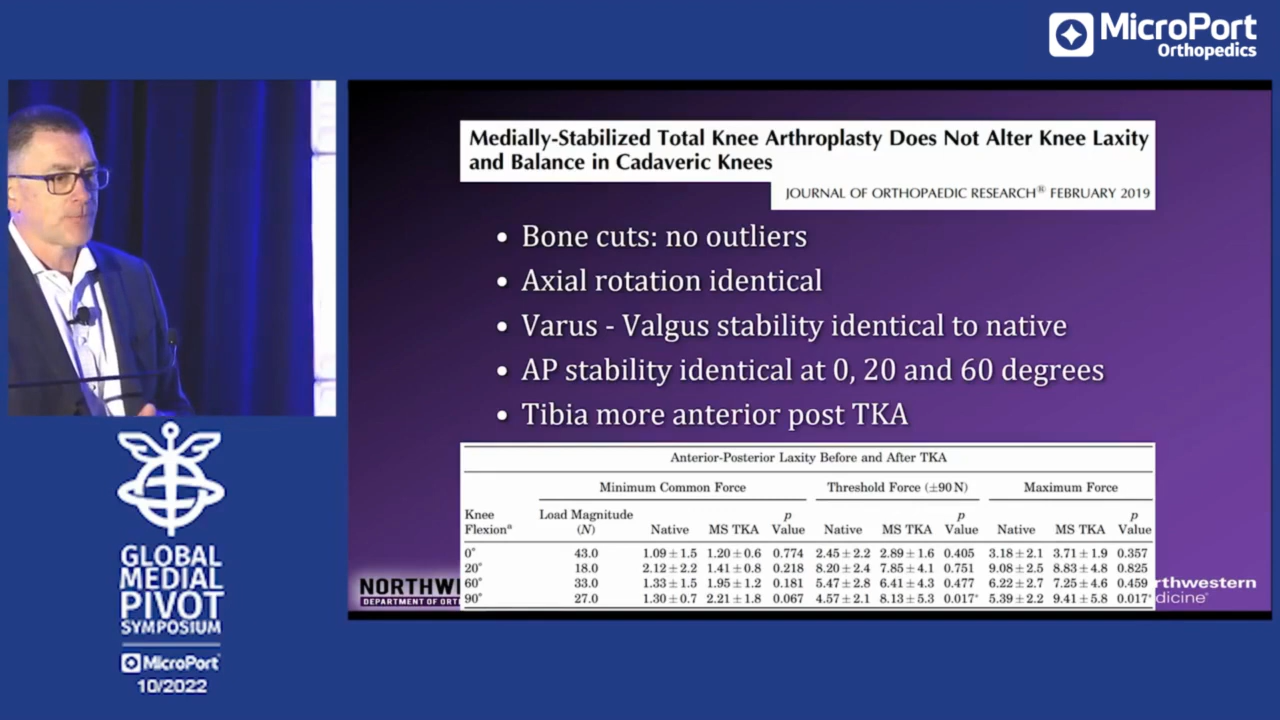 MicroPort
Orthopedics
Medially-Stabilized Total Knee Arthroplasty Does Not Alter Knee Laxity
and Balance in Cadaveric Knees
JOURNAL OF ORTHOPAEDIC RESEARCH® FEBRUARY 2019
• Bone cuts: no outliers
• Axial rotation identical
• Varus - Valgus stability identical to native
• AP stability identical at 0, 20 and 60 degrees
• Tibia more anterior post TKA
Anterior-Posterior Laxity Before and After TKA
Minimum Common Force Threshold Force (±90 N) Maximum Force
Knee Load Magnitude p p p
Flexionᵃ (N) Native MS TKA Value Native MS TKA Value Native MS TKA Value
0° 43.0 1.09 ± 1.5 1.20 ± 0.6 0.774 2.45 ± 2.2 2.89 ± 1.6 0.405 3.18 ± 2.1 3.71 ± 1.9 0.357
20° 18.0 2.12 ± 2.2 1.41 ± 0.8 0.218 8.20 ± 2.4 7.85 ± 4.1 0.751 9.08 ± 2.5 8.83 ± 4.8 0.825
60° 33.0 1.33 ± 1.5 1.95 ± 1.2 0.181 5.47 ± 2.8 6.41 ± 4.3 0.477 6.22 ± 2.7 7.25 ± 4.6 0.459
90° 27.0 1.30 ± 0.7 2.21 ± 1.8 0.067 4.57 ± 2.1 8.13 ± 5.3 0.017* 5.39 ± 2.2 9.41 ± 5.8 0.017*
NORTHW
DEPARTMENT OF ORT
rthwestern
dicine
GLOBAL
MEDIAL
PIVOT
SYMPOSIUM
MicroPort
10/2022